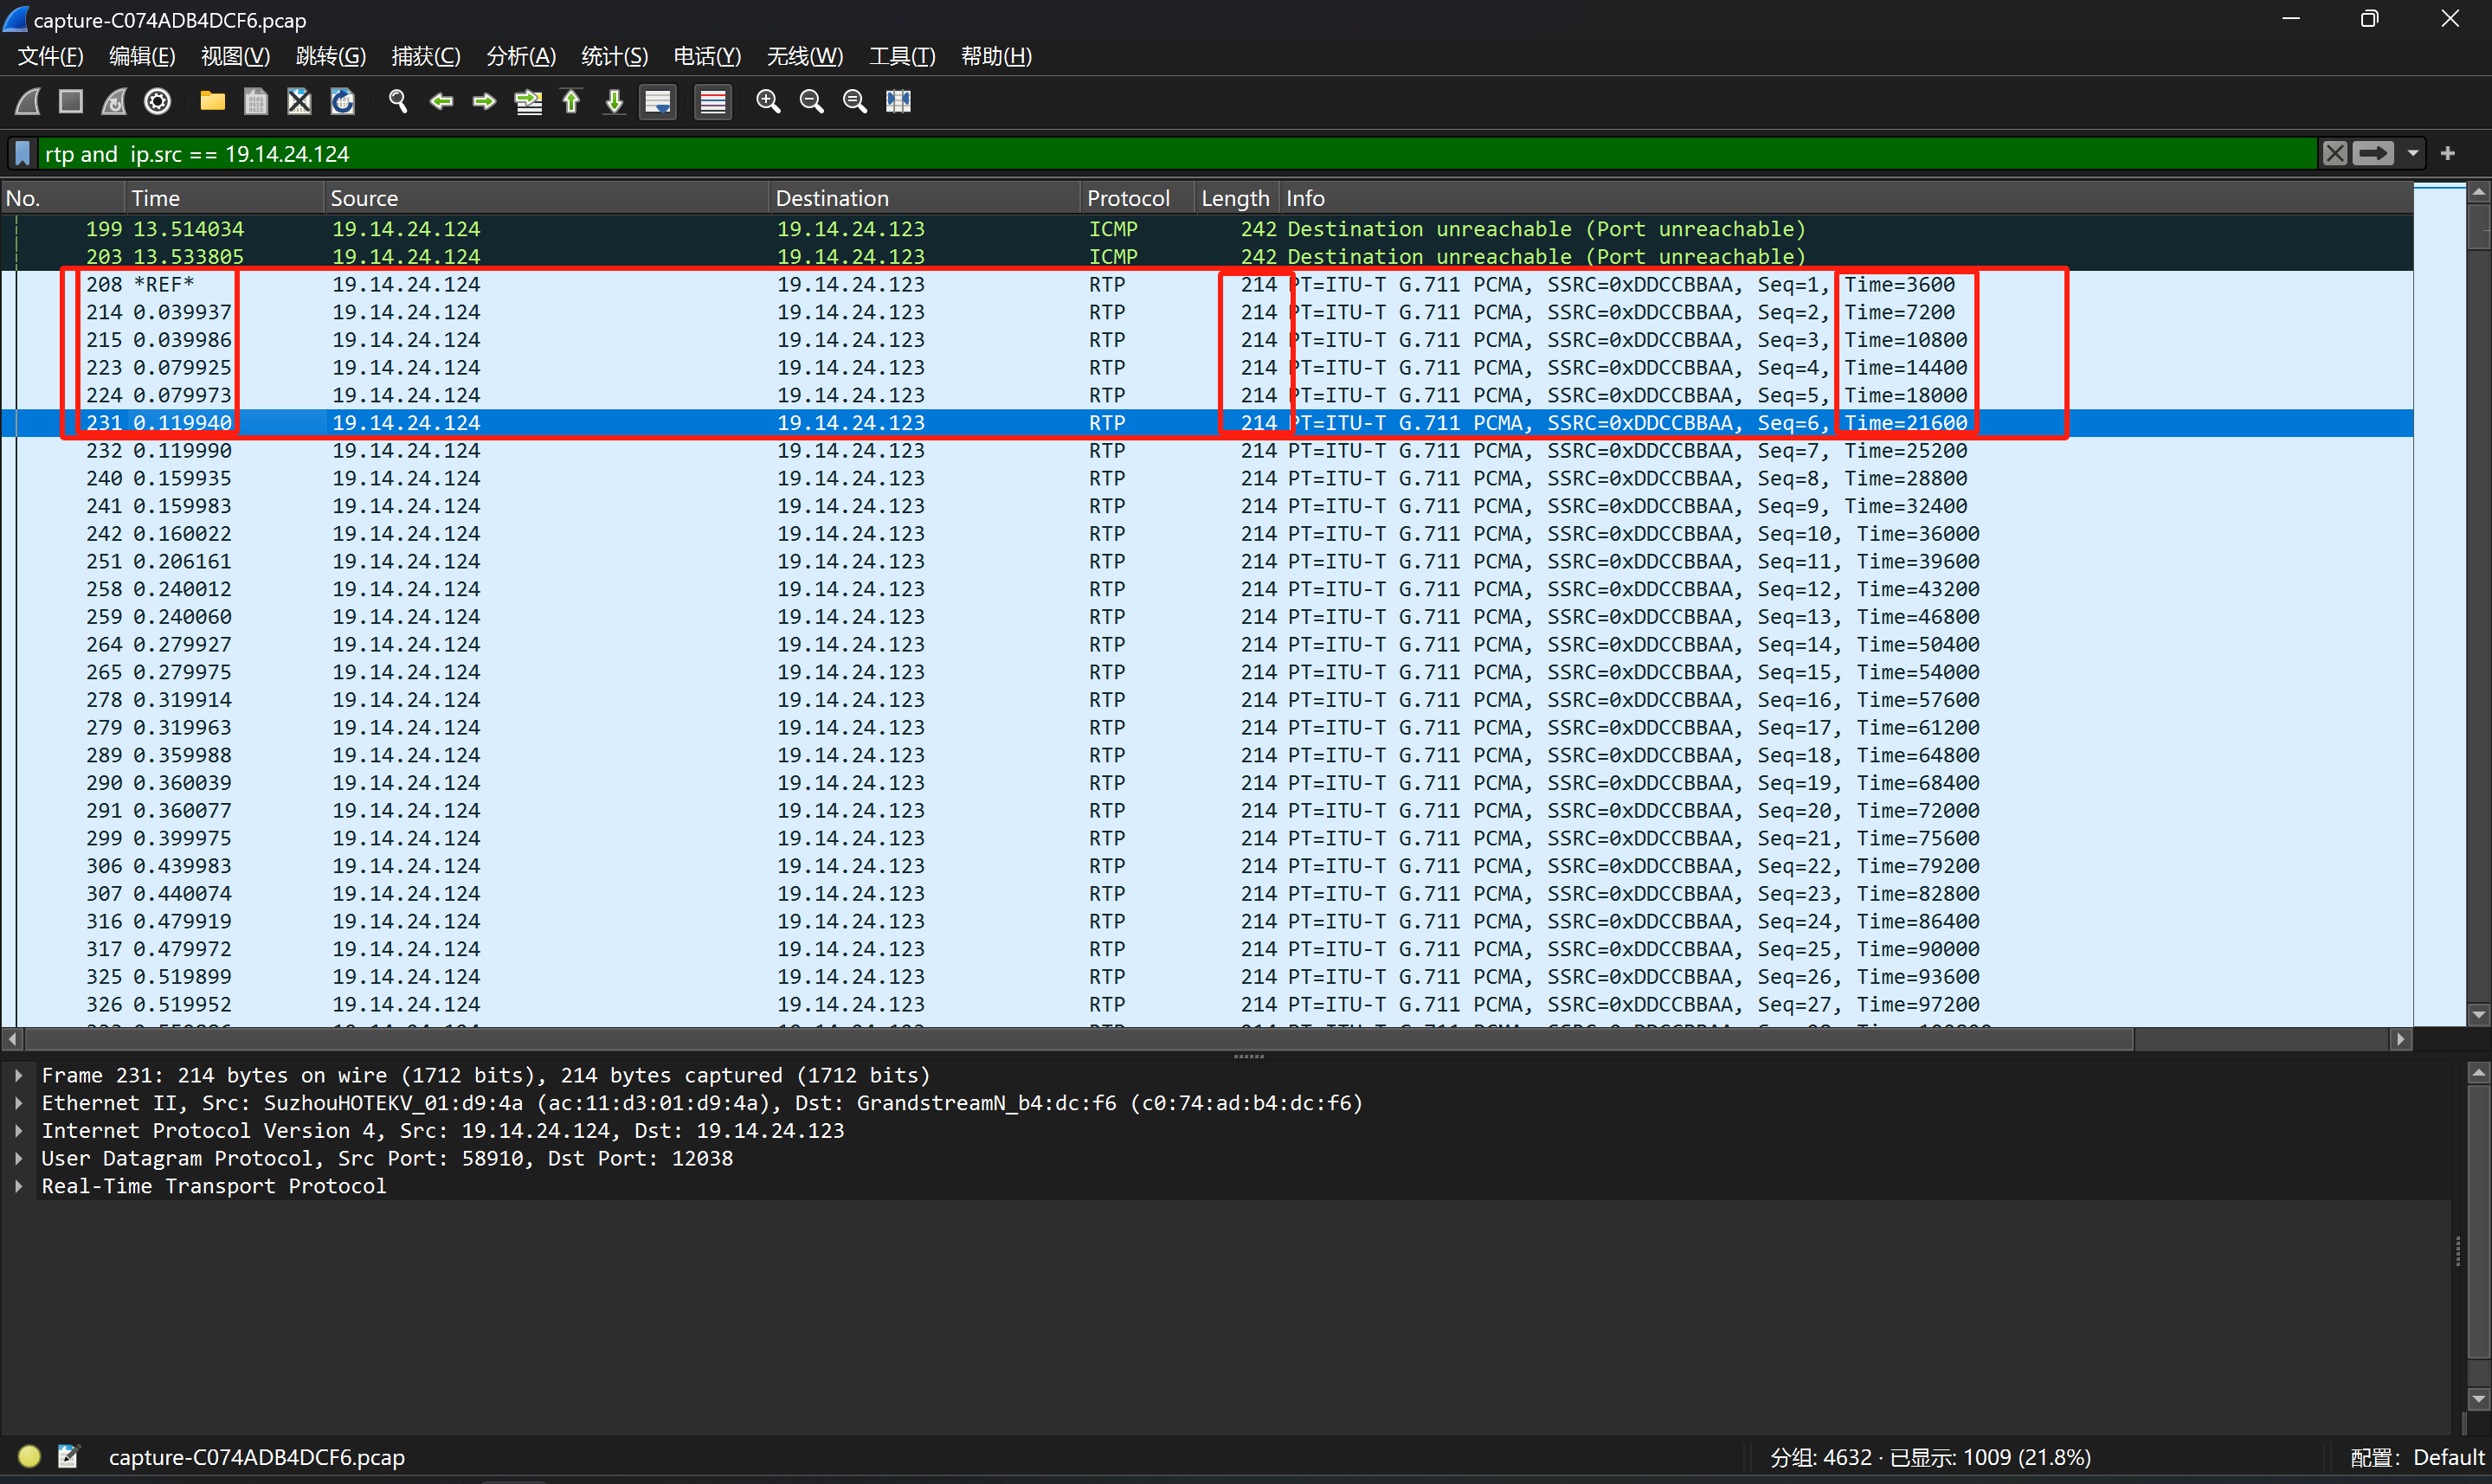 capture-C074ADB4DCF6.pcap
文件(F) 编辑(E) 视图(V) 跳转(G) 捕获(C) 分析(A) 统计(S) 电话(Y) 无线(W) 工具(T) 帮助(H)
rtp and  ip.src == 19.14.24.124
No. Time Source Destination Protocol Length Info
199 13.514034 19.14.24.124 19.14.24.123 ICMP 242 Destination unreachable (Port unreachable)
203 13.533805 19.14.24.124 19.14.24.123 ICMP 242 Destination unreachable (Port unreachable)
208 *REF* 19.14.24.124 19.14.24.123 RTP 214 PT=ITU-T G.711 PCMA, SSRC=0xDDCCBBAA, Seq=1, Time=3600
214 0.039937 19.14.24.124 19.14.24.123 RTP 214 PT=ITU-T G.711 PCMA, SSRC=0xDDCCBBAA, Seq=2, Time=7200
215 0.039986 19.14.24.124 19.14.24.123 RTP 214 PT=ITU-T G.711 PCMA, SSRC=0xDDCCBBAA, Seq=3, Time=10800
223 0.079925 19.14.24.124 19.14.24.123 RTP 214 PT=ITU-T G.711 PCMA, SSRC=0xDDCCBBAA, Seq=4, Time=14400
224 0.079973 19.14.24.124 19.14.24.123 RTP 214 PT=ITU-T G.711 PCMA, SSRC=0xDDCCBBAA, Seq=5, Time=18000
231 0.119940 19.14.24.124 19.14.24.123 RTP 214 PT=ITU-T G.711 PCMA, SSRC=0xDDCCBBAA, Seq=6, Time=21600
232 0.119990 19.14.24.124 19.14.24.123 RTP 214 PT=ITU-T G.711 PCMA, SSRC=0xDDCCBBAA, Seq=7, Time=25200
240 0.159935 19.14.24.124 19.14.24.123 RTP 214 PT=ITU-T G.711 PCMA, SSRC=0xDDCCBBAA, Seq=8, Time=28800
241 0.159983 19.14.24.124 19.14.24.123 RTP 214 PT=ITU-T G.711 PCMA, SSRC=0xDDCCBBAA, Seq=9, Time=32400
242 0.160022 19.14.24.124 19.14.24.123 RTP 214 PT=ITU-T G.711 PCMA, SSRC=0xDDCCBBAA, Seq=10, Time=36000
251 0.206161 19.14.24.124 19.14.24.123 RTP 214 PT=ITU-T G.711 PCMA, SSRC=0xDDCCBBAA, Seq=11, Time=39600
258 0.240012 19.14.24.124 19.14.24.123 RTP 214 PT=ITU-T G.711 PCMA, SSRC=0xDDCCBBAA, Seq=12, Time=43200
259 0.240060 19.14.24.124 19.14.24.123 RTP 214 PT=ITU-T G.711 PCMA, SSRC=0xDDCCBBAA, Seq=13, Time=46800
264 0.279927 19.14.24.124 19.14.24.123 RTP 214 PT=ITU-T G.711 PCMA, SSRC=0xDDCCBBAA, Seq=14, Time=50400
265 0.279975 19.14.24.124 19.14.24.123 RTP 214 PT=ITU-T G.711 PCMA, SSRC=0xDDCCBBAA, Seq=15, Time=54000
278 0.319914 19.14.24.124 19.14.24.123 RTP 214 PT=ITU-T G.711 PCMA, SSRC=0xDDCCBBAA, Seq=16, Time=57600
279 0.319963 19.14.24.124 19.14.24.123 RTP 214 PT=ITU-T G.711 PCMA, SSRC=0xDDCCBBAA, Seq=17, Time=61200
289 0.359988 19.14.24.124 19.14.24.123 RTP 214 PT=ITU-T G.711 PCMA, SSRC=0xDDCCBBAA, Seq=18, Time=64800
290 0.360039 19.14.24.124 19.14.24.123 RTP 214 PT=ITU-T G.711 PCMA, SSRC=0xDDCCBBAA, Seq=19, Time=68400
291 0.360077 19.14.24.124 19.14.24.123 RTP 214 PT=ITU-T G.711 PCMA, SSRC=0xDDCCBBAA, Seq=20, Time=72000
299 0.399975 19.14.24.124 19.14.24.123 RTP 214 PT=ITU-T G.711 PCMA, SSRC=0xDDCCBBAA, Seq=21, Time=75600
306 0.439983 19.14.24.124 19.14.24.123 RTP 214 PT=ITU-T G.711 PCMA, SSRC=0xDDCCBBAA, Seq=22, Time=79200
307 0.440074 19.14.24.124 19.14.24.123 RTP 214 PT=ITU-T G.711 PCMA, SSRC=0xDDCCBBAA, Seq=23, Time=82800
316 0.479919 19.14.24.124 19.14.24.123 RTP 214 PT=ITU-T G.711 PCMA, SSRC=0xDDCCBBAA, Seq=24, Time=86400
317 0.479972 19.14.24.124 19.14.24.123 RTP 214 PT=ITU-T G.711 PCMA, SSRC=0xDDCCBBAA, Seq=25, Time=90000
325 0.519899 19.14.24.124 19.14.24.123 RTP 214 PT=ITU-T G.711 PCMA, SSRC=0xDDCCBBAA, Seq=26, Time=93600
326 0.519952 19.14.24.124 19.14.24.123 RTP 214 PT=ITU-T G.711 PCMA, SSRC=0xDDCCBBAA, Seq=27, Time=97200
Frame 231: 214 bytes on wire (1712 bits), 214 bytes captured (1712 bits)
Ethernet II, Src: SuzhouHOTEKV_01:d9:4a (ac:11:d3:01:d9:4a), Dst: GrandstreamN_b4:dc:f6 (c0:74:ad:b4:dc:f6)
Internet Protocol Version 4, Src: 19.14.24.124, Dst: 19.14.24.123
User Datagram Protocol, Src Port: 58910, Dst Port: 12038
Real-Time Transport Protocol
capture-C074ADB4DCF6.pcap 分组: 4632 · 已显示: 1009 (21.8%) 配置: Default